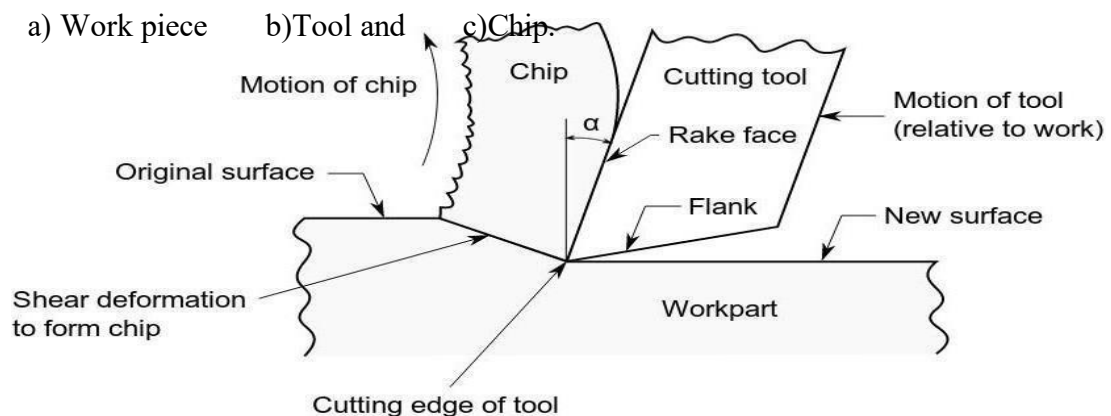 a) Work piece b)Tool and c)Chip.
Chip
Cutting tool
Motion of chip
α
Rake face
Motion of tool
(relative to work)
Original surface
Flank
New surface
Shear deformation
to form chip
Workpart
Cutting edge of tool